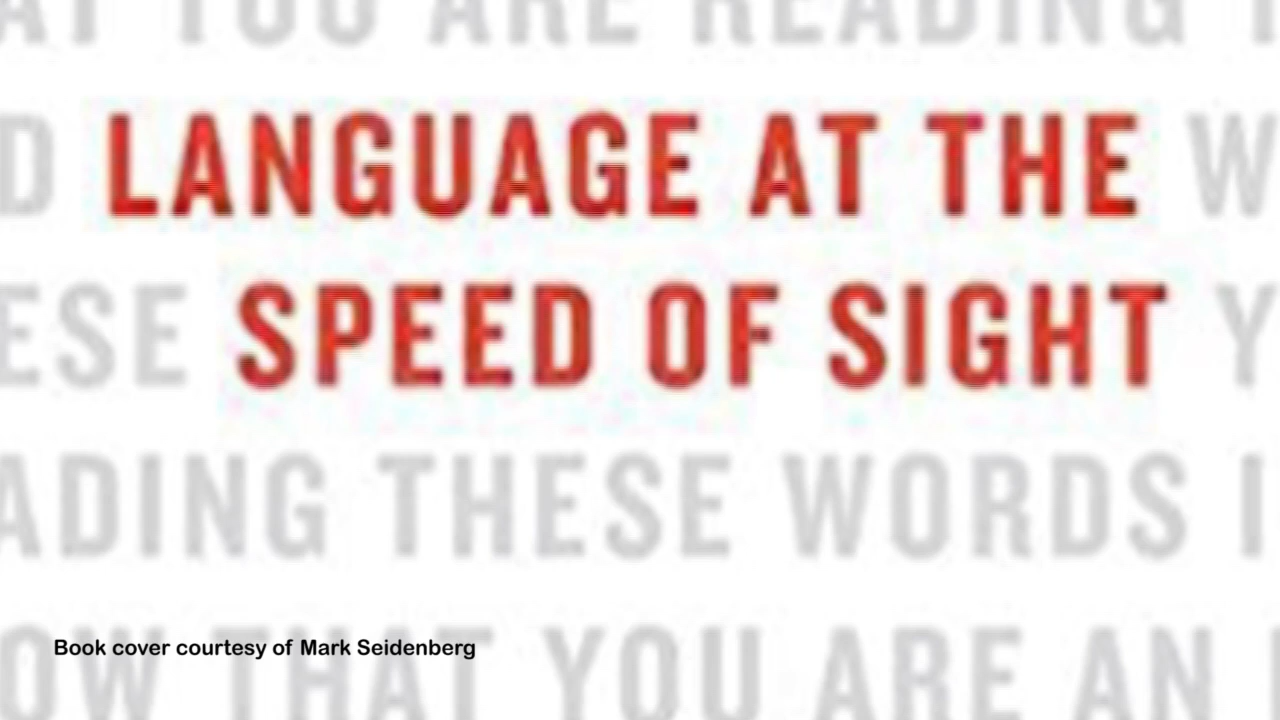 AT YOU ARE READING T
D LANGUAGE AT THE W
ESE SPEED OF SIGHT Y
ADING THESE WORDS I
OW THAT YOU ARE AN
Book cover courtesy of Mark Seidenberg